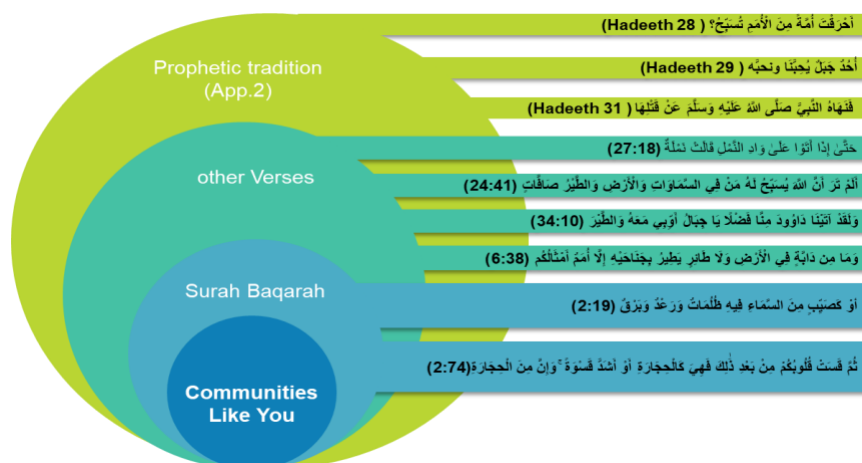 أَحْرَقْتَ أُمَّةً مِنَ الْأُمَمِ تُسَبِّحُ؟ (Hadeeth 28)
Prophetic tradition
(App.2)
أُحُدٌ جَبَلٌ يُحِبُّنَا ونحبُّه (Hadeeth 29)
فَنَهَاهُ النَّبِيُّ صَلَّى اللَّهُ عَلَيْهِ وَسَلَّمَ عَنْ قَتْلِهَا (Hadeeth 31)
حَتَّىٰ إِذَا أَتَوْا عَلَىٰ وَادِ النَّمْلِ قَالَتْ نَمْلَةٌ (27:18)
other Verses
أَلَمْ تَرَ أَنَّ اللَّهَ يُسَبِّحُ لَهُ مَنْ فِي السَّمَاوَاتِ وَالْأَرْضِ وَالطَّيْرُ صَافَّاتٍ (24:41)
وَلَقَدْ آتَيْنَا دَاوُودَ مِنَّا فَضْلًا يَا جِبَالُ أَوِّبِي مَعَهُ وَالطَّيْرَ (34:10)
وَمَا مِن دَابَّةٍ فِي الْأَرْضِ وَلَا طَائِرٍ يَطِيرُ بِجَنَاحَيْهِ إِلَّا أُمَمٌ أَمْثَالُكُم (6:38)
Surah Baqarah
أَوْ كَصَيِّبٍ مِنَ السَّمَاءِ فِيهِ ظُلُمَاتٌ وَرَعْدٌ وَبَرْقٌ (2:19)
ثُمَّ قَسَتْ قُلُوبُكُمْ مِنْ بَعْدِ ذَٰلِكَ فَهِيَ كَالْحِجَارَةِ أَوْ أَشَدُّ قَسْوَةً ۚ وَإِنَّ مِنَ الْحِجَارَةِ(2:74)
Communities
Like You